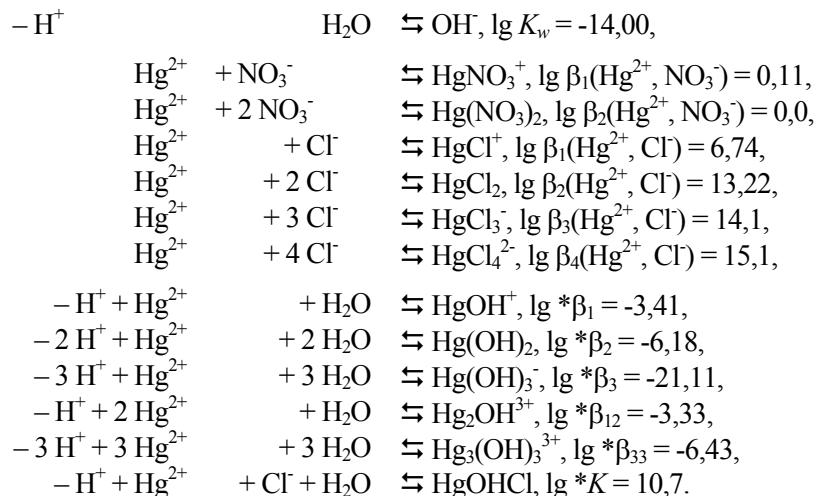 – H⁺ H₂O ⇆ OH⁻, lg K_w = -14,00,
Hg²⁺ + NO₃⁻ ⇆ HgNO₃⁺, lg β₁(Hg²⁺, NO₃⁻) = 0,11,
Hg²⁺ + 2 NO₃⁻ ⇆ Hg(NO₃)₂, lg β₂(Hg²⁺, NO₃⁻) = 0,0,
Hg²⁺ + Cl⁻ ⇆ HgCl⁺, lg β₁(Hg²⁺, Cl⁻) = 6,74,
Hg²⁺ + 2 Cl⁻ ⇆ HgCl₂, lg β₂(Hg²⁺, Cl⁻) = 13,22,
Hg²⁺ + 3 Cl⁻ ⇆ HgCl₃⁻, lg β₃(Hg²⁺, Cl⁻) = 14,1,
Hg²⁺ + 4 Cl⁻ ⇆ HgCl₄²⁻, lg β₄(Hg²⁺, Cl⁻) = 15,1,
– H⁺ + Hg²⁺ + H₂O ⇆ HgOH⁺, lg *β₁ = -3,41,
– 2 H⁺ + Hg²⁺ + 2 H₂O ⇆ Hg(OH)₂, lg *β₂ = -6,18,
– 3 H⁺ + Hg²⁺ + 3 H₂O ⇆ Hg(OH)₃⁻, lg *β₃ = -21,11,
– H⁺ + 2 Hg²⁺ + H₂O ⇆ Hg₂OH³⁺, lg *β₁₂ = -3,33,
– 3 H⁺ + 3 Hg²⁺ + 3 H₂O ⇆ Hg₃(OH)₃³⁺, lg *β₃₃ = -6,43,
– H⁺ + Hg²⁺ + Cl⁻ + H₂O ⇆ HgOHCl, lg *K = 10,7.